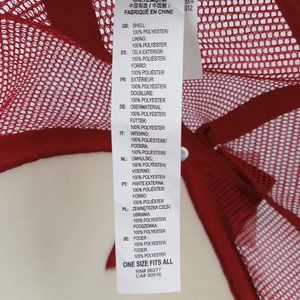 中国制造 / 中國製造 /
FABRIQUÉ EN CHINE
GB: SHELL:
100% POLYESTER/
LINING:
100% POLYESTER
ES: TELA EXTERIOR:
100% POLIÉSTER/
FORRO:
100% POLIÉSTER
FR: EXTÉRIEUR:
100% POLYESTER/
DOUBLURE:
100% POLYESTER
DE: OBERMATERIAL:
100% POLYESTER/
FUTTER:
100% POLYESTER
IT: INTERNO:
100% POLIESTERE/
FODERA:
100% POLIESTERE
NL: OMHULSEL:
100% POLYESTER/
VOERING:
100% POLYESTER
PT: PARTE EXTERNA:
100% POLIÉSTER/
FORRO:
100% POLIÉSTER
PL: ZEWNĘTRZNA CZĘŚĆ
UBRANIA:
100% POLIESTER/
PODSZEWKA:
100% POLIESTER
SE: FODER:
100% POLYESTER/
FODER:
100% POLYESTER
ONE SIZE FITS ALL
RN# 96277
CA# 30516
012